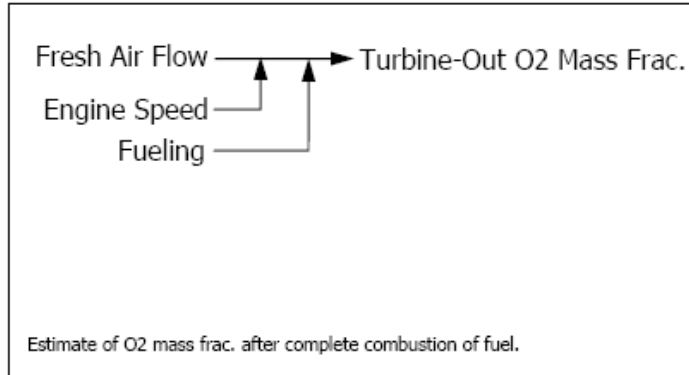 Fresh Air Flow
Turbine-Out O2 Mass Frac.
Engine Speed
Fueling
Estimate of O2 mass frac. after complete combustion of fuel.